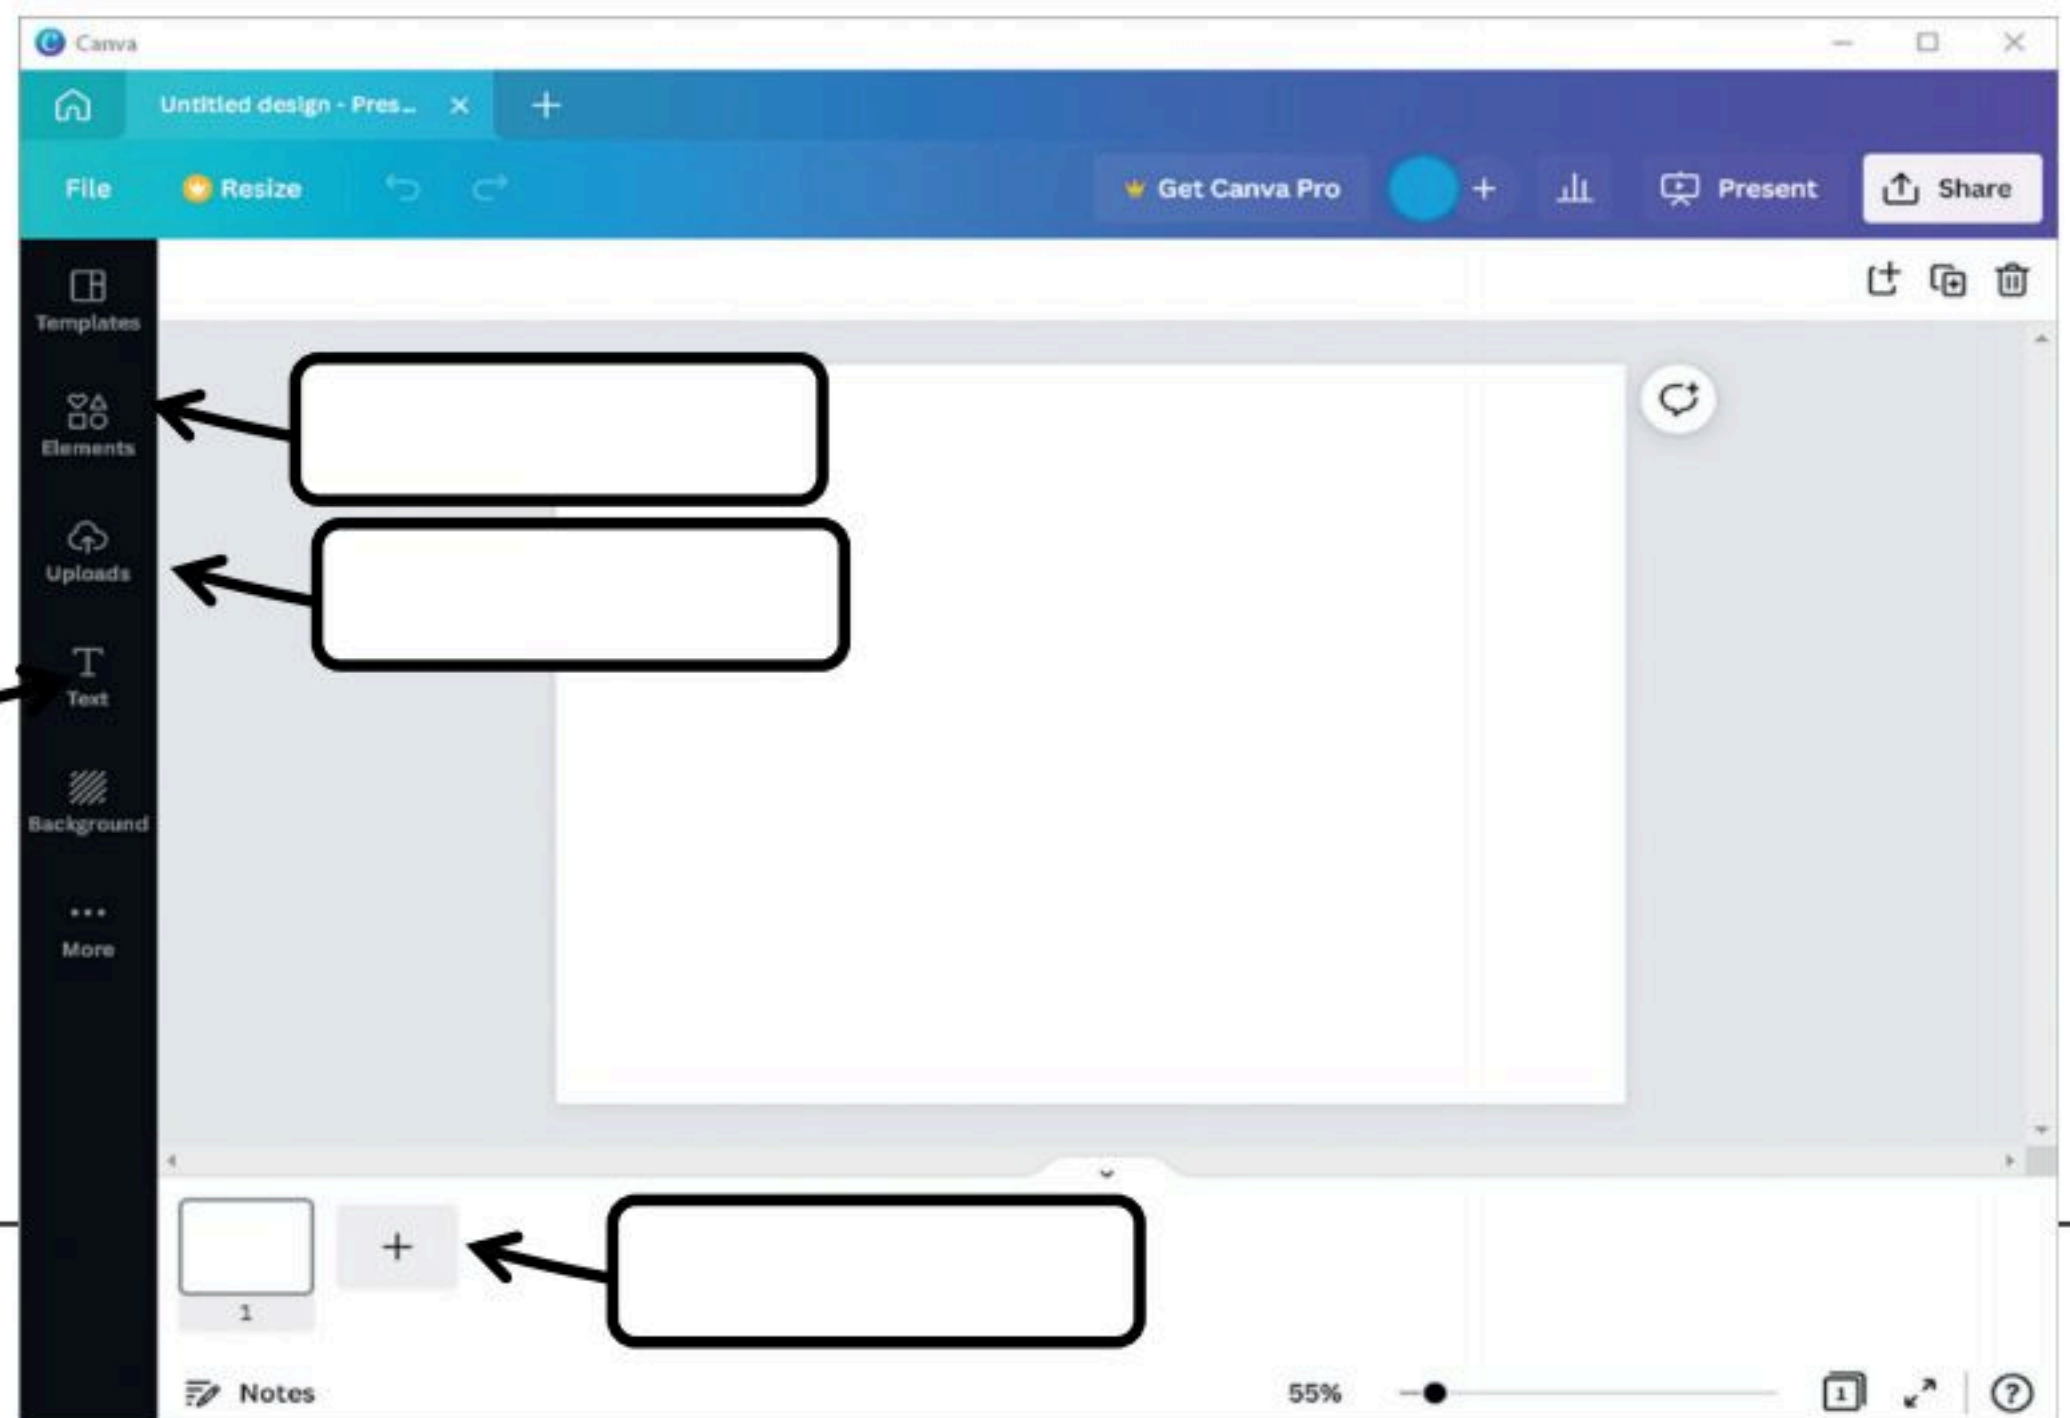 Canva
Untitled design - Pres...
File Resize Get Canva Pro Present Share
Templates
Elements
Uploads
Text
Background
More
1
Notes 55% 1 ?